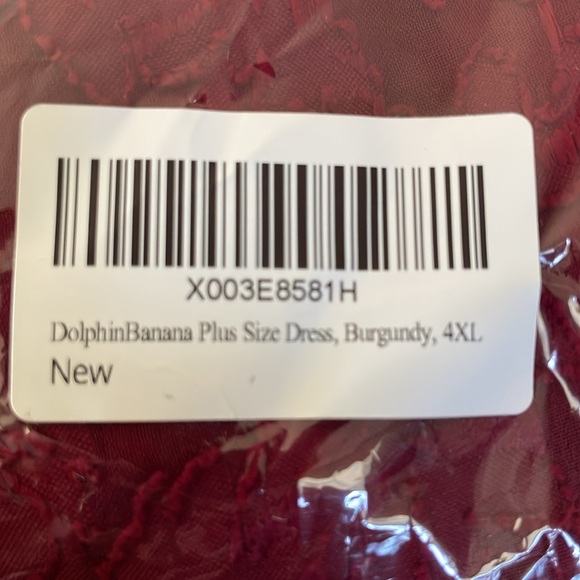 X003E8581H
DolphinBanana Plus Size Dress, Burgundy, 4XL
New